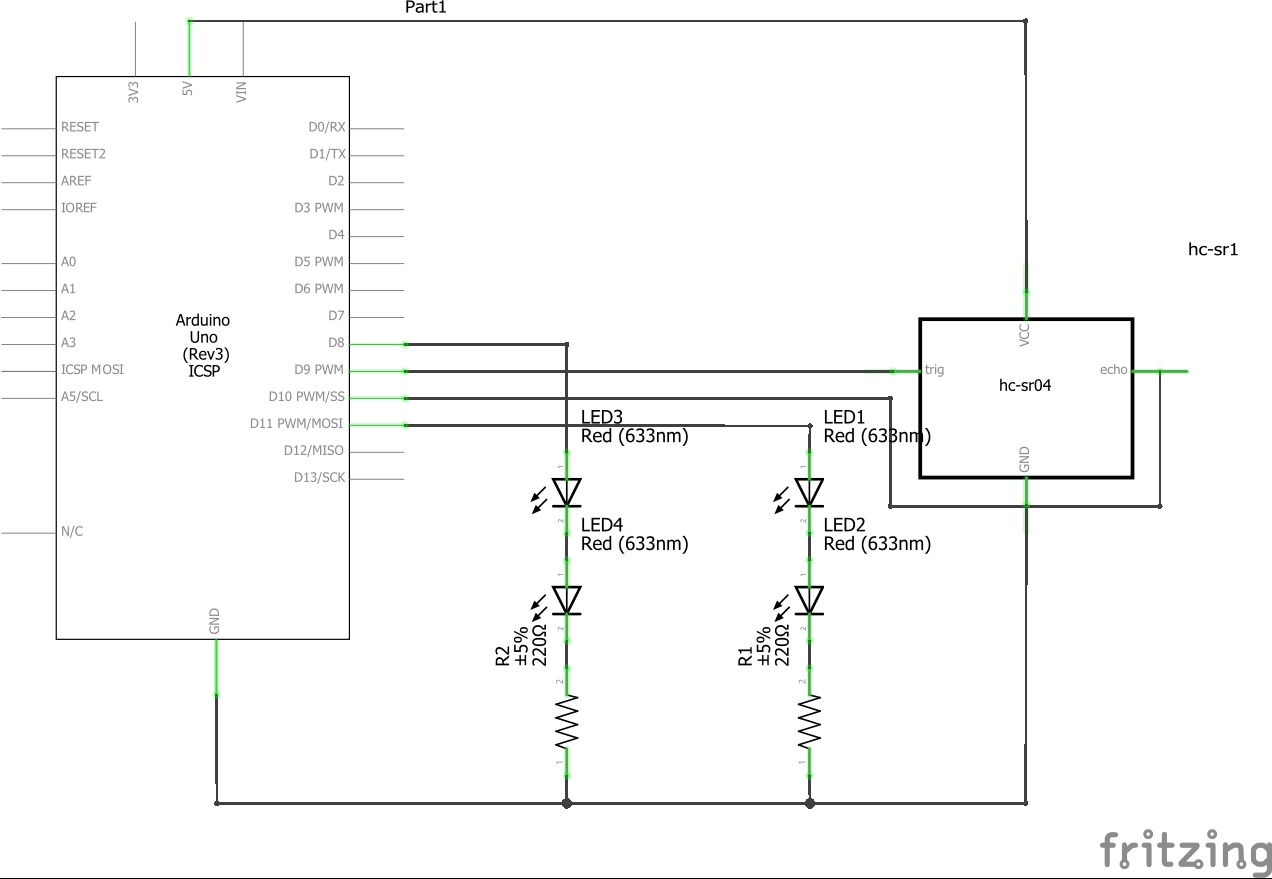 Part1
3V3
5V
VIN
RESET
RESET2
AREF
IOREF
A0
A1
A2
A3
ICSP MOSI
A5/SCL
N/C
Arduino
Uno
(Rev3)
ICSP
D0/RX
D1/TX
D2
D3 PWM
D4
D5 PWM
D6 PWM
D7
D8
D9 PWM
D10 PWM/SS
D11 PWM/MOSI
D12/MISO
D13/SCK
GND
hc-sr1
VCC
trig
echo
hc-sr04
GND
LED3
Red (633nm)
1
2
LED4
Red (633nm)
1
2
R2
±5%
220Ω
2
1
LED1
Red (633nm)
1
2
LED2
Red (633nm)
1
2
R1
±5%
220Ω
2
1
fritzing